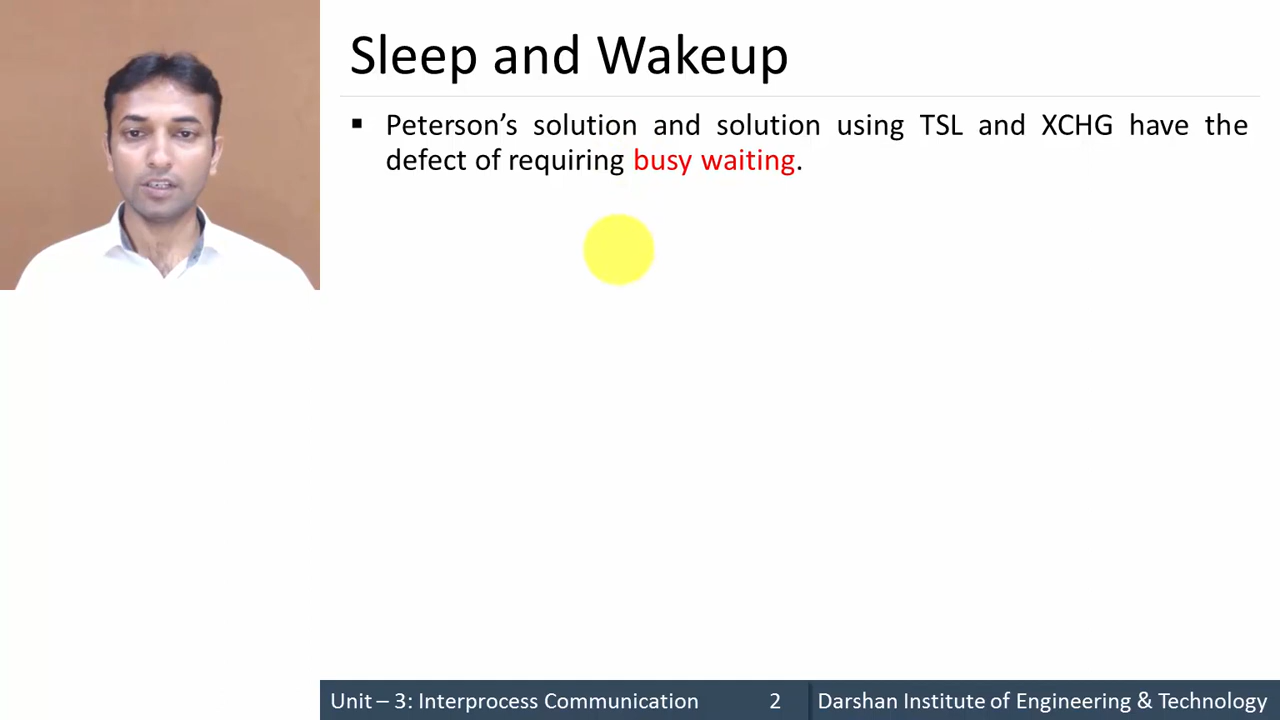 Sleep and Wakeup
▪ Peterson’s solution and solution using TSL and XCHG have the
defect of requiring busy waiting.
Unit – 3: Interprocess Communication 2 Darshan Institute of Engineering & Technology